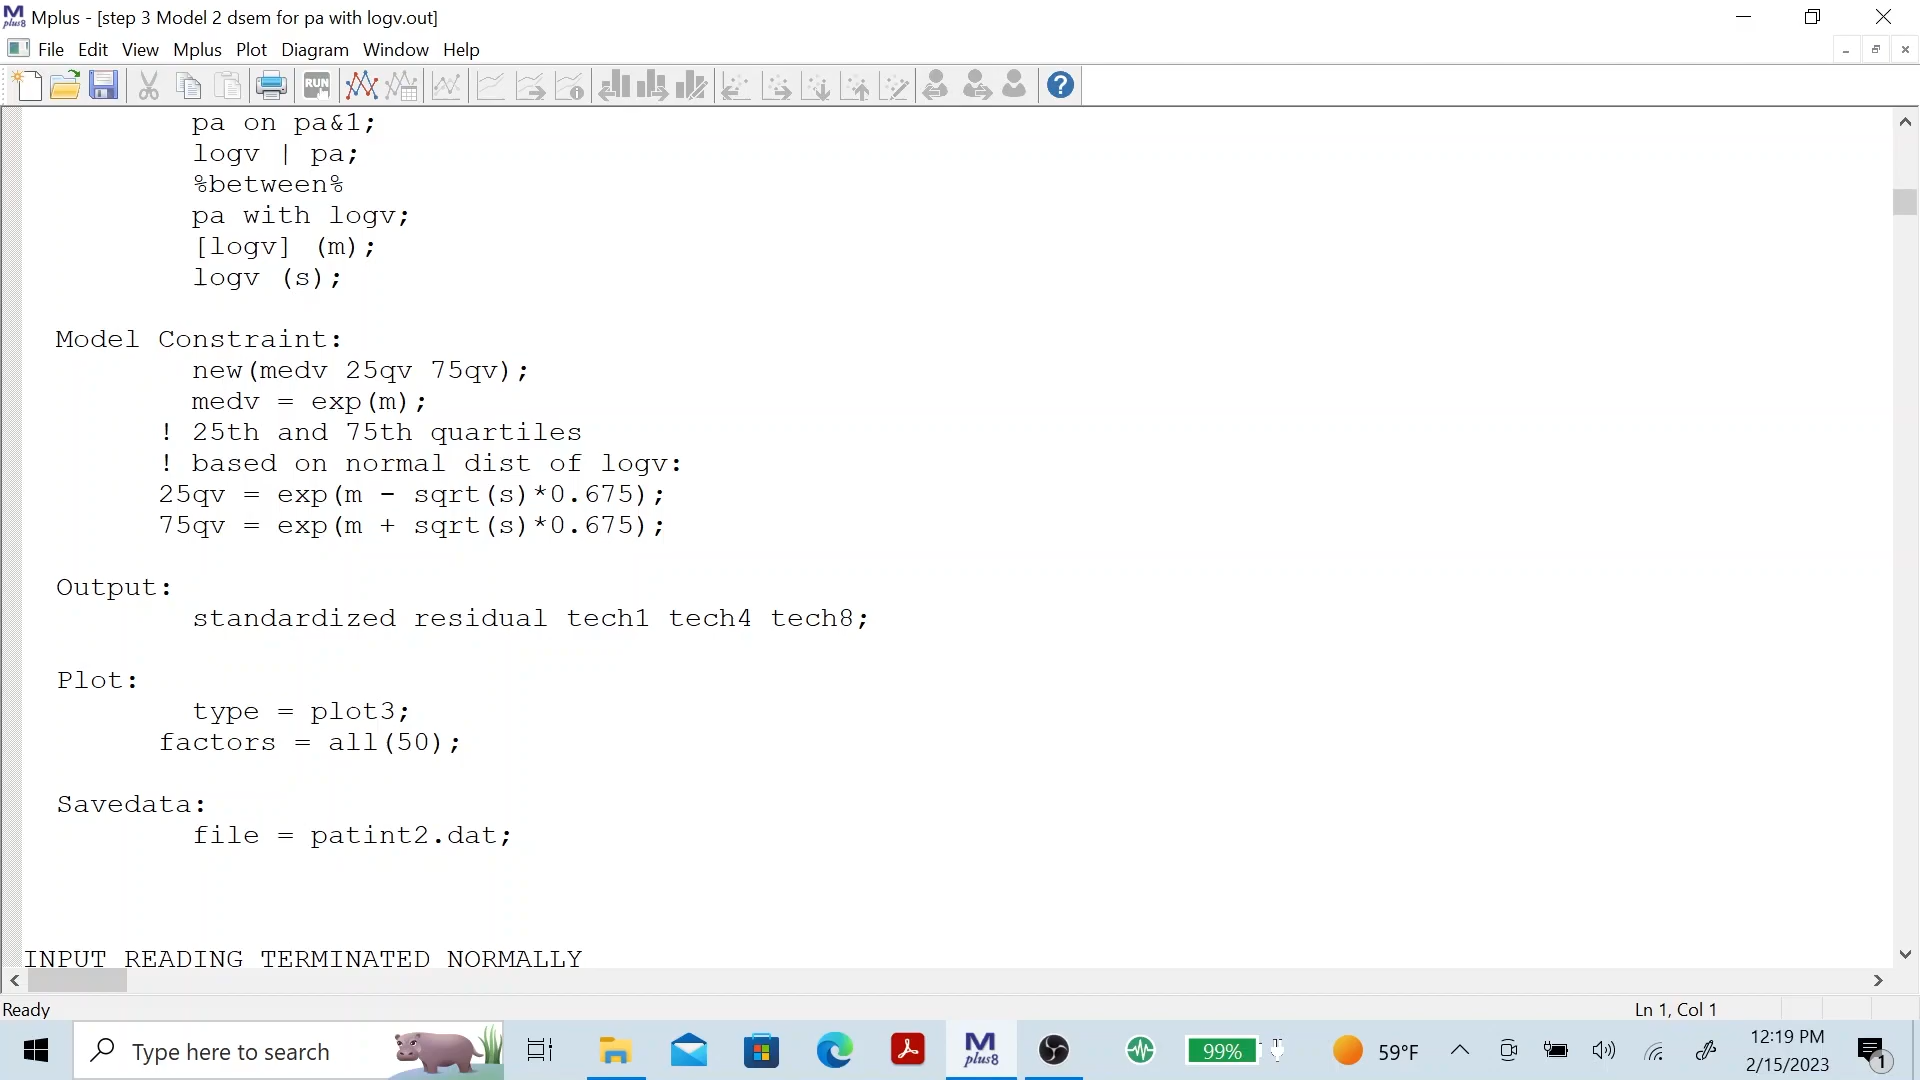 Mplus - [step 3 Model 2 dsem for pa with logv.out]
File Edit View Mplus Plot Diagram Window Help
RUN
pa on pa&1;
logv | pa;
%between%
pa with logv;
[logv] (m);
logv (s);
Model Constraint:
new(medv 25qv 75qv);
medv = exp(m);
! 25th and 75th quartiles
! based on normal dist of logv:
25qv = exp(m - sqrt(s)*0.675);
75qv = exp(m + sqrt(s)*0.675);
Output:
standardized residual tech1 tech4 tech8;
Plot:
type = plot3;
factors = all(50);
Savedata:
file = patint2.dat;
INPUT READING TERMINATED NORMALLY
Ready
Ln 1, Col 1
Type here to search
M
plus8
99%
59°F
12:19 PM
2/15/2023
1